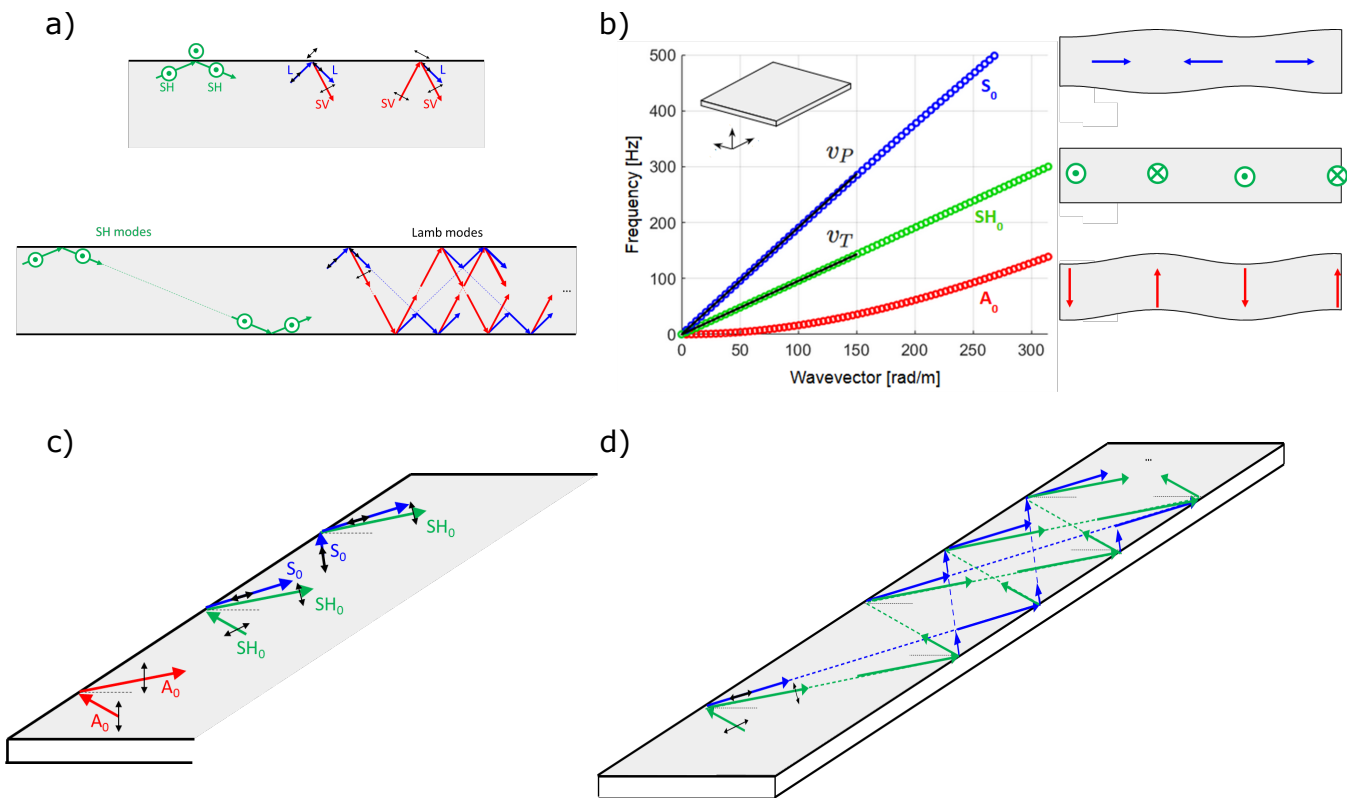 a)
SH
SH
L
L
SV
SV
L
SV
SH modes
Lamb modes
...
b)
500
400
300
200
100
0
Frequency [Hz]
0
50
100
150
200
250
300
Wavevector [rad/m]
S₀
v_P
SH₀
v_T
A₀
c)
SH₀
S₀
S₀
SH₀
SH₀
A₀
A₀
d)
...